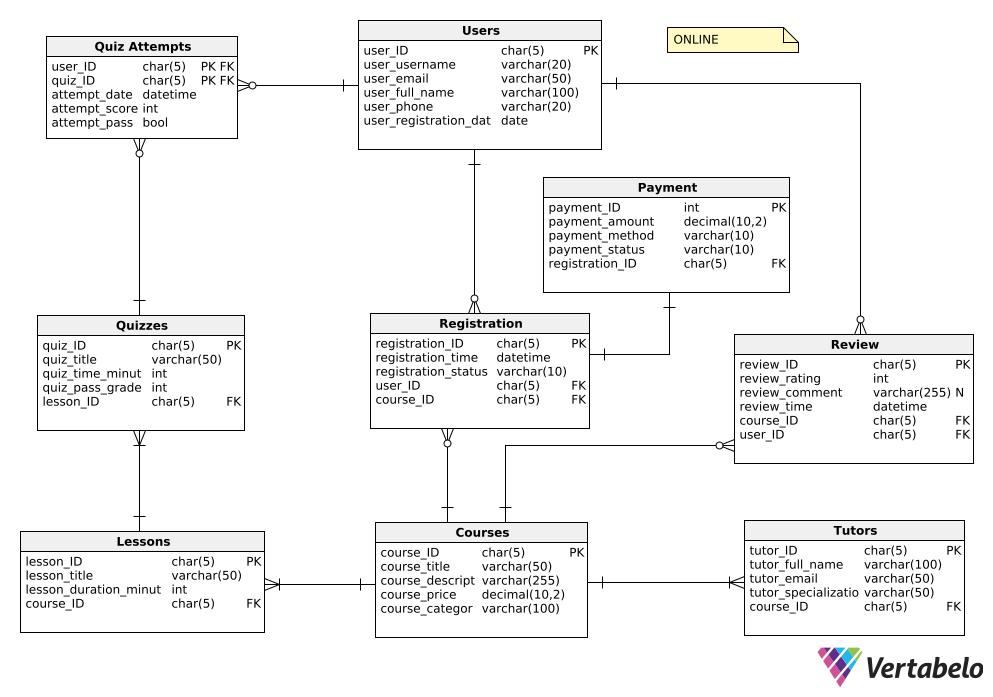 Quiz Attempts
user_ID char(5) PK FK
quiz_ID char(5) PK FK
attempt_date datetime
attempt_score int
attempt_pass bool
Users
user_ID char(5) PK
user_username varchar(20)
user_email varchar(50)
user_full_name varchar(100)
user_phone varchar(20)
user_registration_dat date
ONLINE
Payment
payment_ID int PK
payment_amount decimal(10,2)
payment_method varchar(10)
payment_status varchar(10)
registration_ID char(5) FK
Quizzes
quiz_ID char(5) PK
quiz_title varchar(50)
quiz_time_minut int
quiz_pass_grade int
lesson_ID char(5) FK
Registration
registration_ID char(5) PK
registration_time datetime
registration_status varchar(10)
user_ID char(5) FK
course_ID char(5) FK
Review
review_ID char(5) PK
review_rating int
review_comment varchar(255) N
review_time datetime
course_ID char(5) FK
user_ID char(5) FK
Lessons
lesson_ID char(5) PK
lesson_title varchar(50)
lesson_duration_minut int
course_ID char(5) FK
Courses
course_ID char(5) PK
course_title varchar(50)
course_descript varchar(255)
course_price decimal(10,2)
course_categor varchar(100)
Tutors
tutor_ID char(5) PK
tutor_full_name varchar(100)
tutor_email varchar(50)
tutor_specializatio varchar(50)
course_ID char(5) FK
Vertabelo